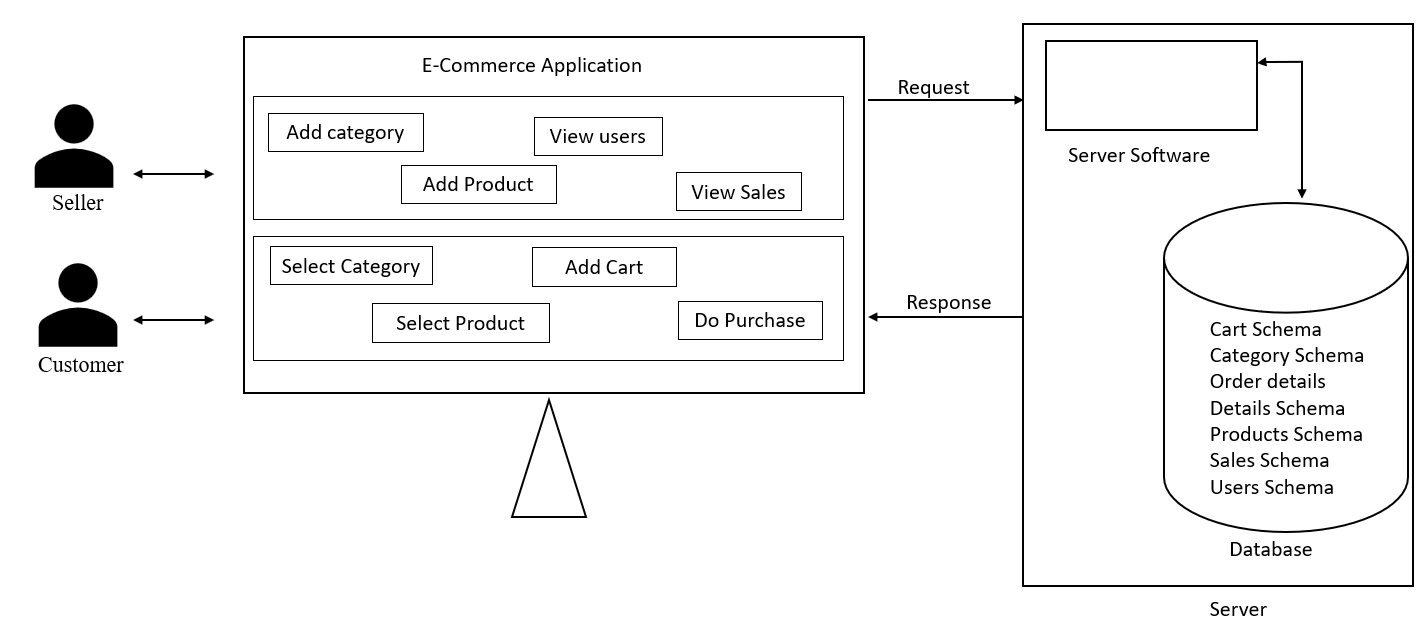 E-Commerce Application
Add category
View users
Add Product
View Sales
Seller
Select Category
Add Cart
Select Product
Do Purchase
Customer
Request
Response
Server Software
Cart Schema
Category Schema
Order details
Details Schema
Products Schema
Sales Schema
Users Schema
Database
Server